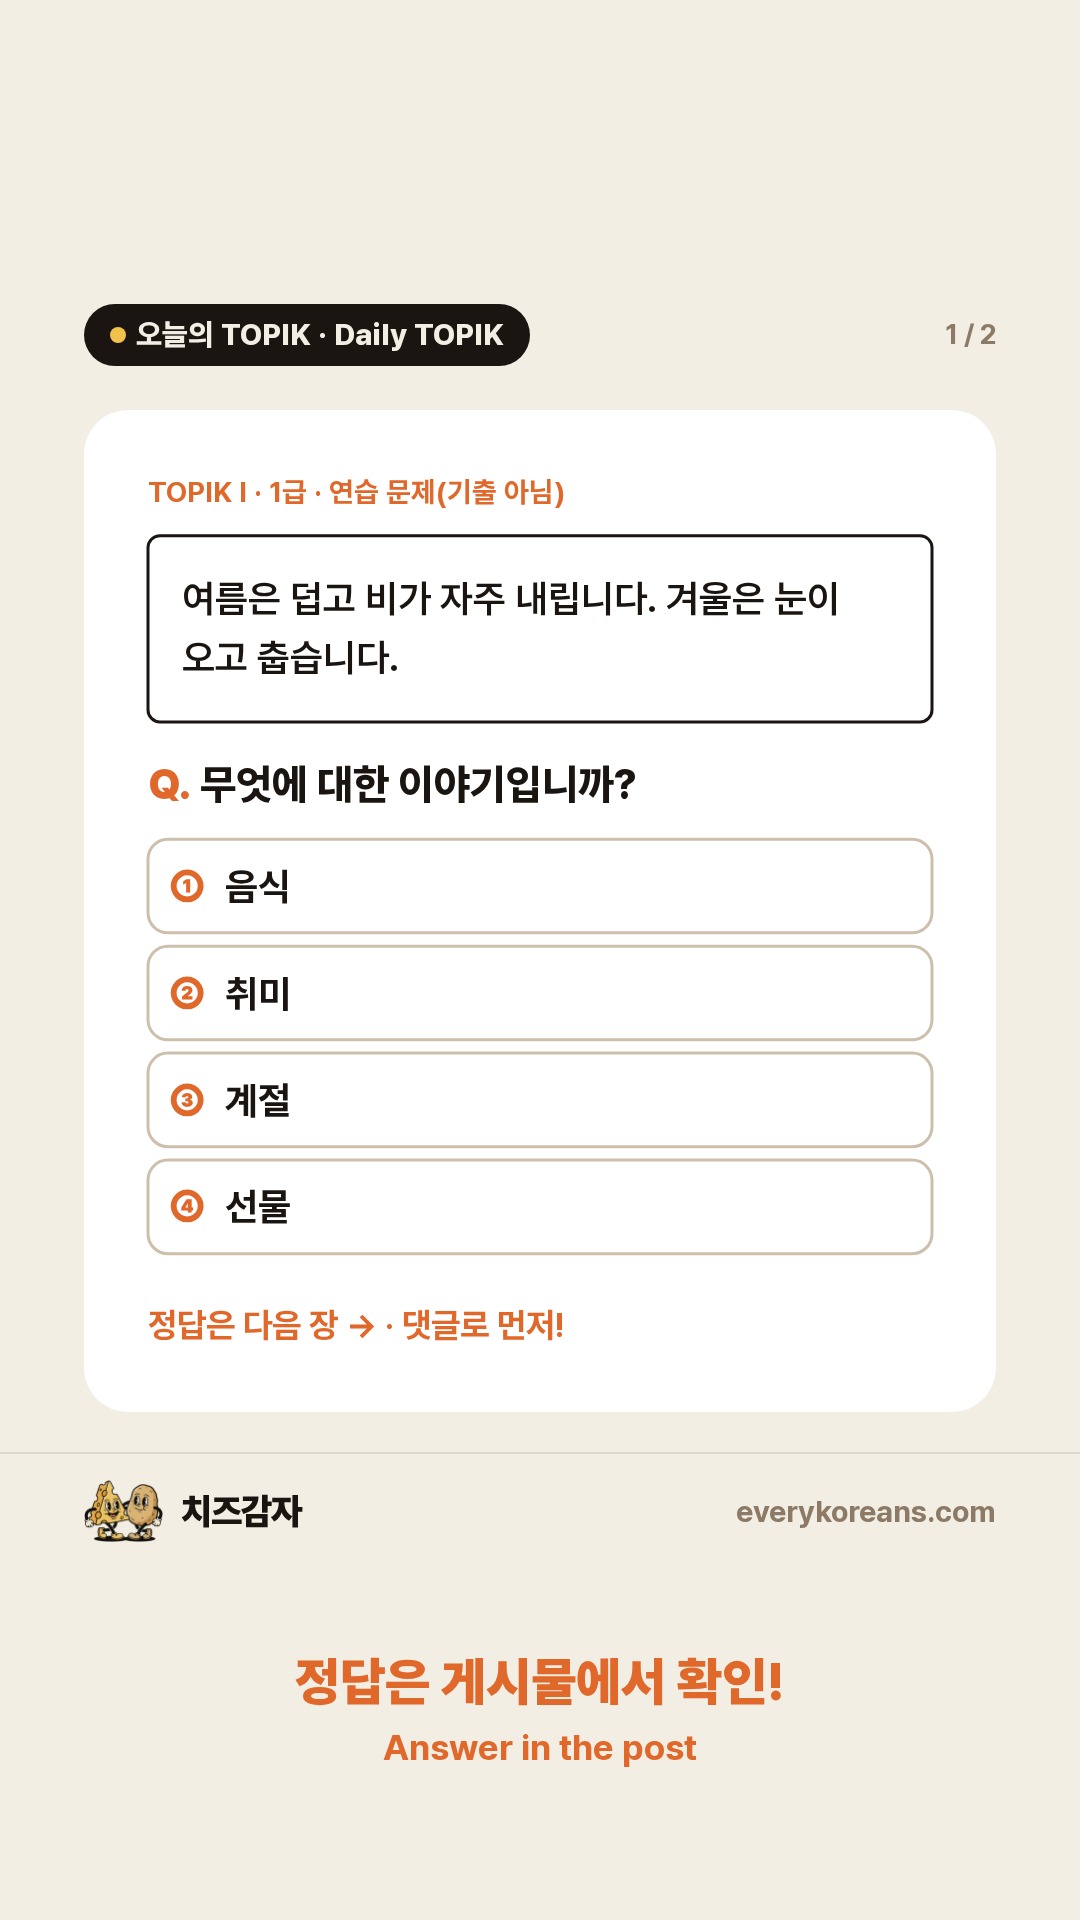 오늘의 TOPIK · Daily TOPIK
1 / 2
TOPIK I · 1급 · 연습 문제(기출 아님)
여름은 덥고 비가 자주 내립니다. 겨울은 눈이
오고 춥습니다.
Q. 무엇에 대한 이야기입니까?
① 음식
② 취미
③ 계절
④ 선물
정답은 다음 장 → · 댓글로 먼저!
치즈감자
everykoreans.com
정답은 게시물에서 확인!
Answer in the post